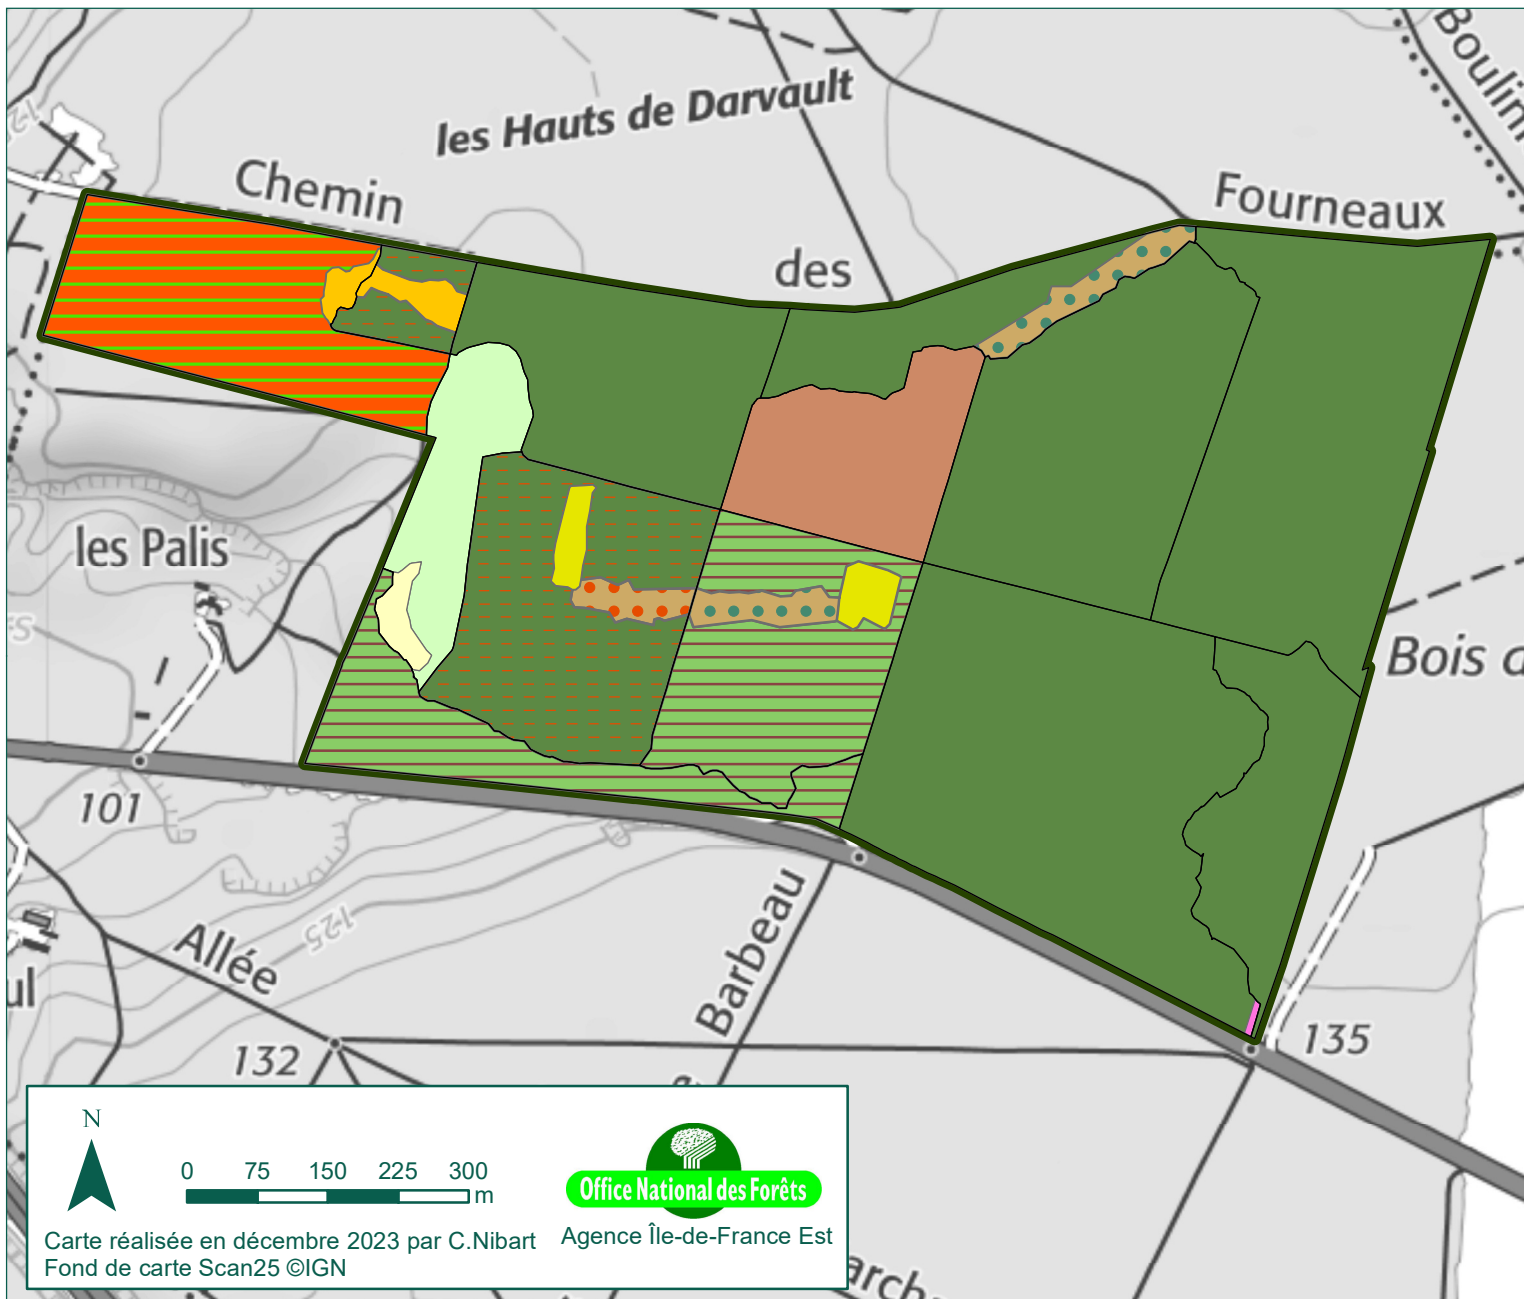 Boulin
les Hauts de Darvault
Chemin
Fourneaux
des
les Palis
Bois d
101
125
Allée
Barbeau
ul
132
135
N
0 75 150 225 300
m
Office National des Forêts
Agence Île-de-France Est
Carte réalisée en décembre 2023 par C.Nibart
Fond de carte Scan25 ©IGN
arch